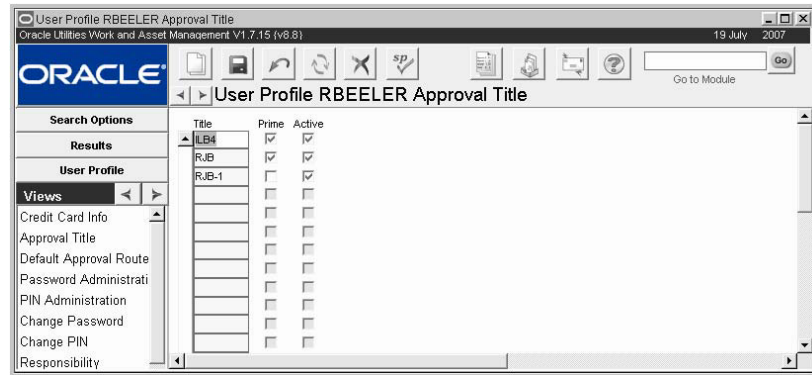 User Profile RBEELER Approval Title
Oracle Utilities Work and Asset Management V1.7.15 (v8.8) 19 July 2007
ORACLE
sp
Go
Go to Module
User Profile RBEELER Approval Title
Search Options
Results
User Profile
Views
Credit Card Info
Approval Title
Default Approval Route
Password Administrati
PIN Administration
Change Password
Change PIN
Responsibility
Title Prime Active
ILB4
RJB
RJB-1